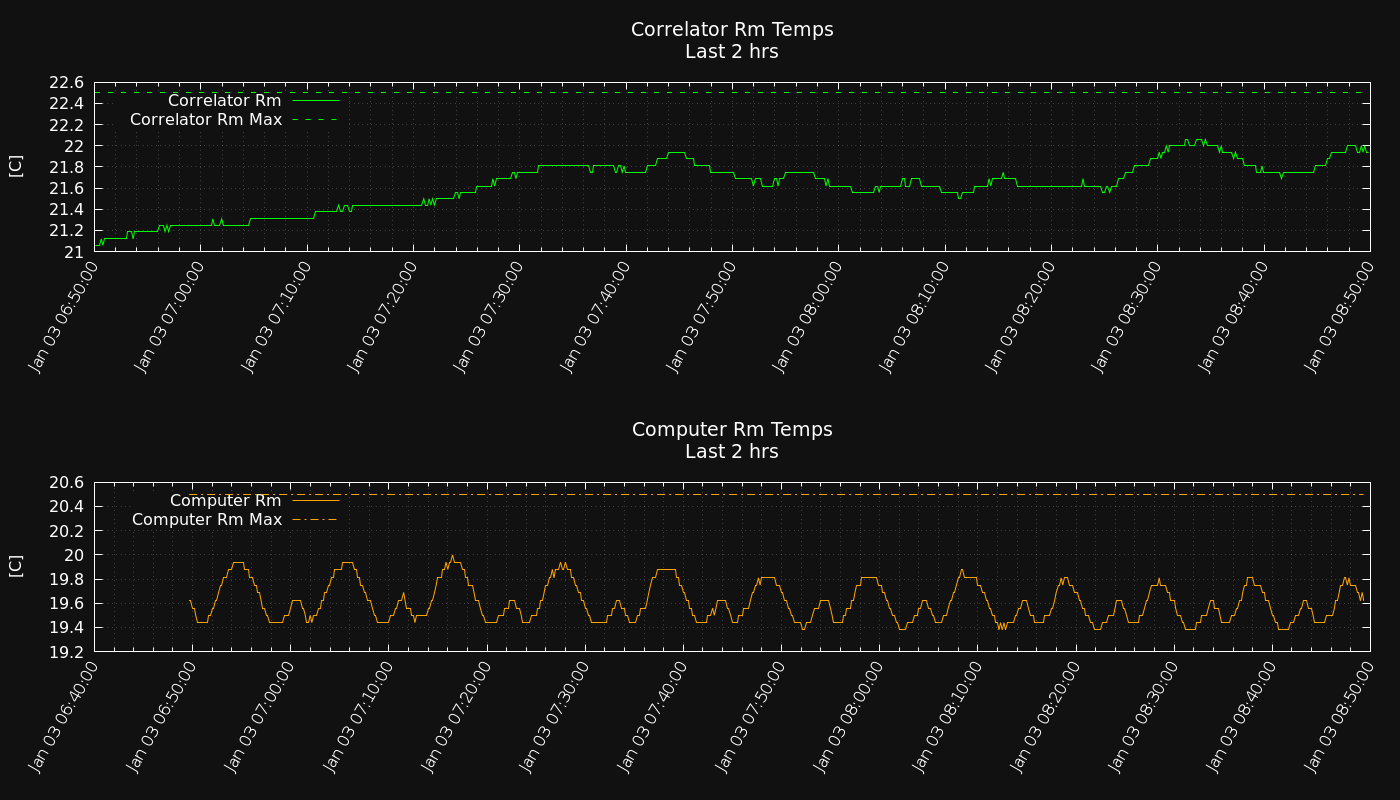 Correlator Rm Temps
Last 2 hrs
[C]
22.6
22.4
22.2
22
21.8
21.6
21.4
21.2
21
Correlator Rm
Correlator Rm Max
Jan 03 06:50:00
Jan 03 07:00:00
Jan 03 07:10:00
Jan 03 07:20:00
Jan 03 07:30:00
Jan 03 07:40:00
Jan 03 07:50:00
Jan 03 08:00:00
Jan 03 08:10:00
Jan 03 08:20:00
Jan 03 08:30:00
Jan 03 08:40:00
Jan 03 08:50:00
Computer Rm Temps
Last 2 hrs
[C]
20.6
20.4
20.2
20
19.8
19.6
19.4
19.2
Computer Rm
Computer Rm Max
Jan 03 06:40:00
Jan 03 06:50:00
Jan 03 07:00:00
Jan 03 07:10:00
Jan 03 07:20:00
Jan 03 07:30:00
Jan 03 07:40:00
Jan 03 07:50:00
Jan 03 08:00:00
Jan 03 08:10:00
Jan 03 08:20:00
Jan 03 08:30:00
Jan 03 08:40:00
Jan 03 08:50:00